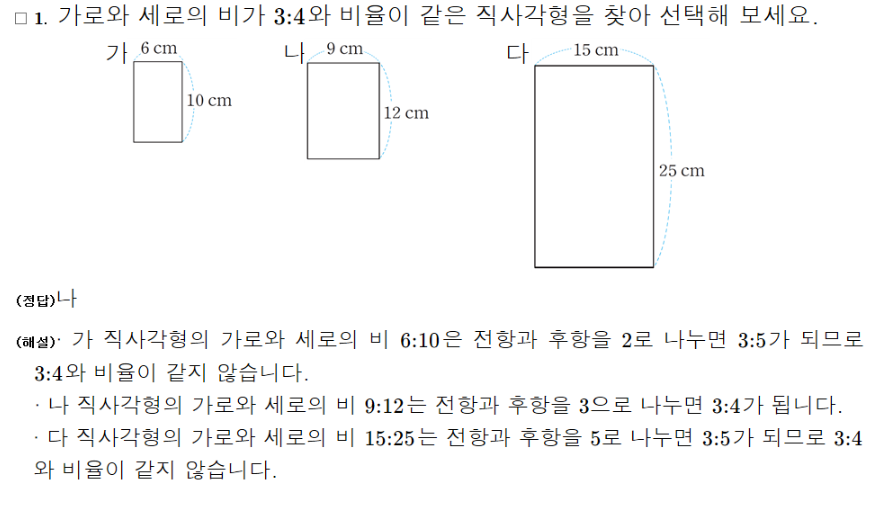 □ 1. 가로와 세로의 비가 3:4와 비율이 같은 직사각형을 찾아 선택해 보세요.
가 6 cm 나 9 cm 다 15 cm
10 cm
12 cm
25 cm
(정답)나
(해설)· 가 직사각형의 가로와 세로의 비 6:10은 전항과 후항을 2로 나누면 3:5가 되므로
3:4와 비율이 같지 않습니다.
· 나 직사각형의 가로와 세로의 비 9:12는 전항과 후항을 3으로 나누면 3:4가 됩니다.
· 다 직사각형의 가로와 세로의 비 15:25는 전항과 후항을 5로 나누면 3:5가 되므로 3:4
와 비율이 같지 않습니다.